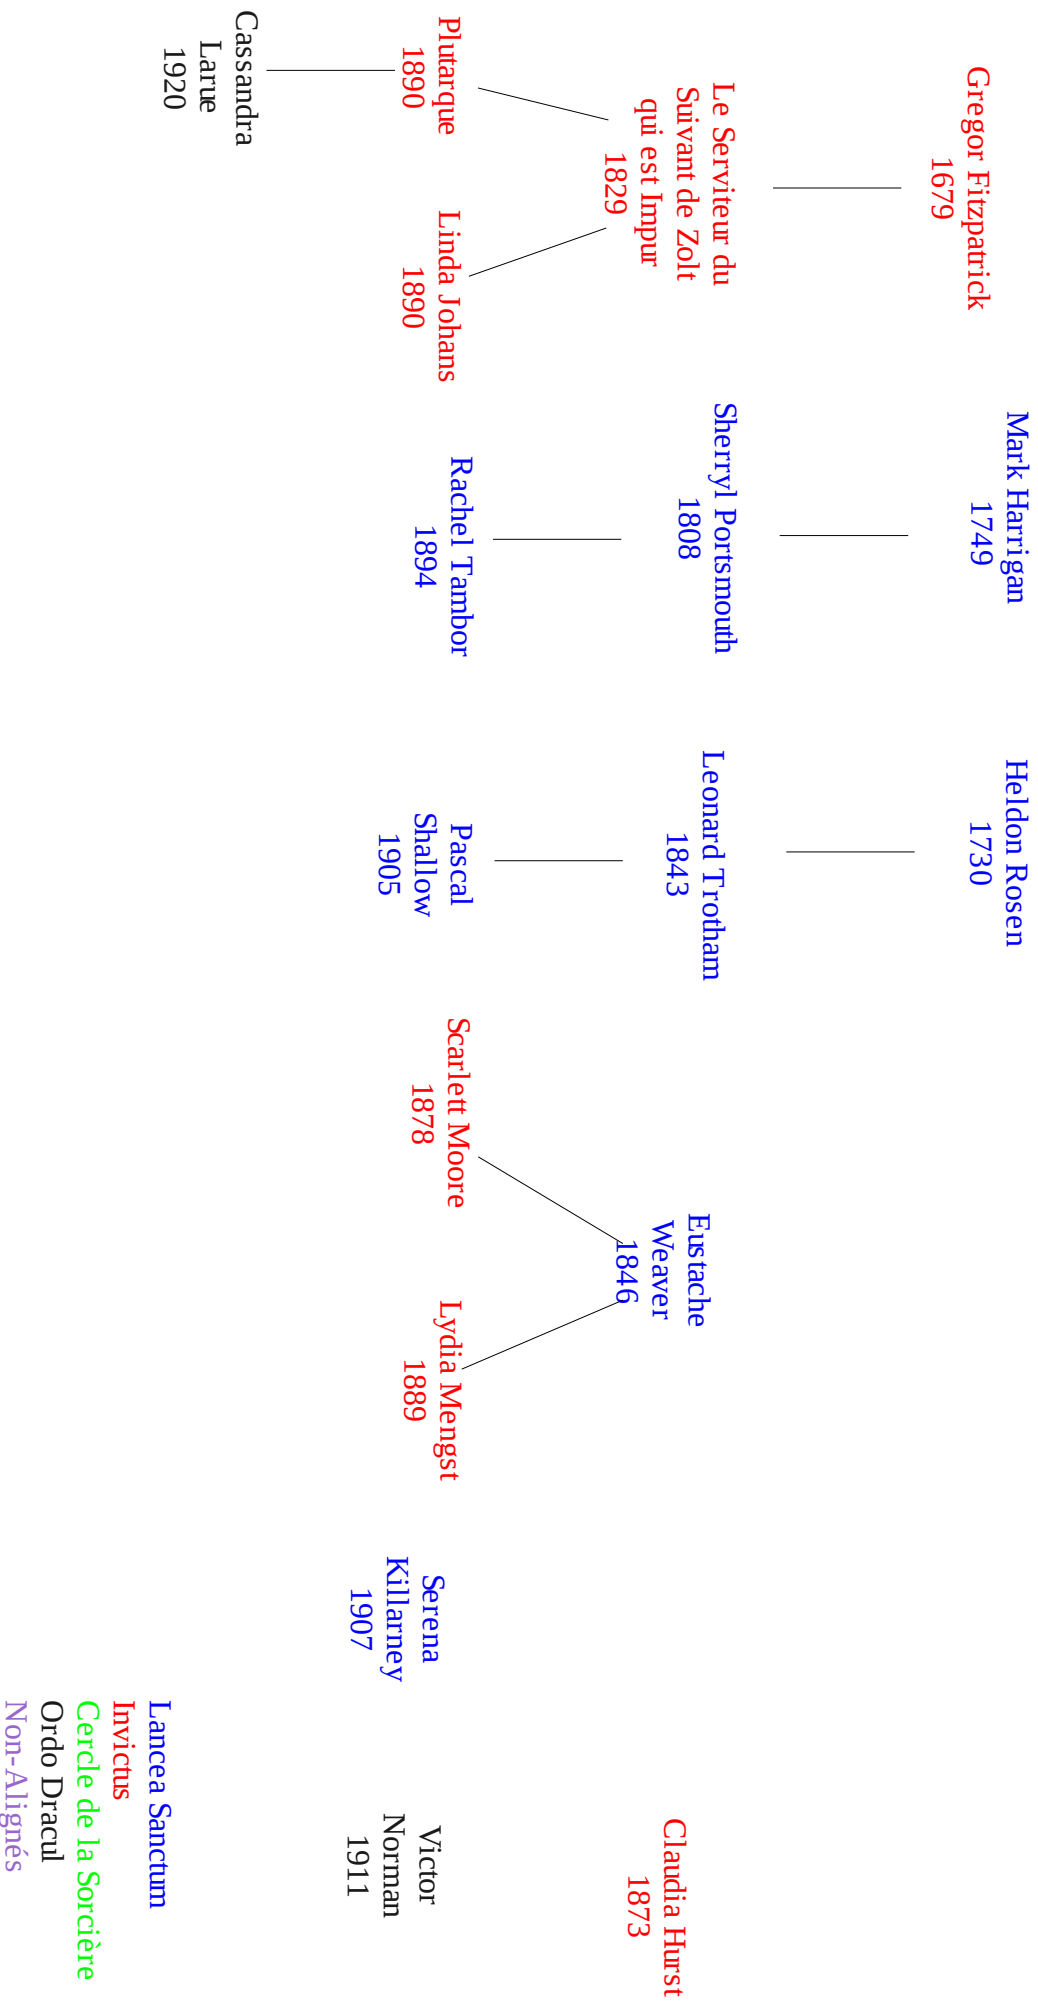 Gregor Fitzpatrick
1679
Mark Harrigan
1749
Heldon Rosen
1730
Le Serviteur du
Suivant de Zolt
qui est Impur
1829
Sherryl Portsmouth
1808
Leonard Trotham
1843
Eustache
Weaver
1846
Claudia Hurst
1873
Plutarque
1890
Linda Johans
1890
Rachel Tambor
1894
Pascal
Shallow
1905
Scarlett Moore
1878
Lydia Mengst
1889
Serena
Killarney
1907
Victor
Norman
1911
Cassandra
Larue
1920
Lancea Sanctum
Invictus
Cercle de la Sorcière
Ordo Dracul
Non-Alignés